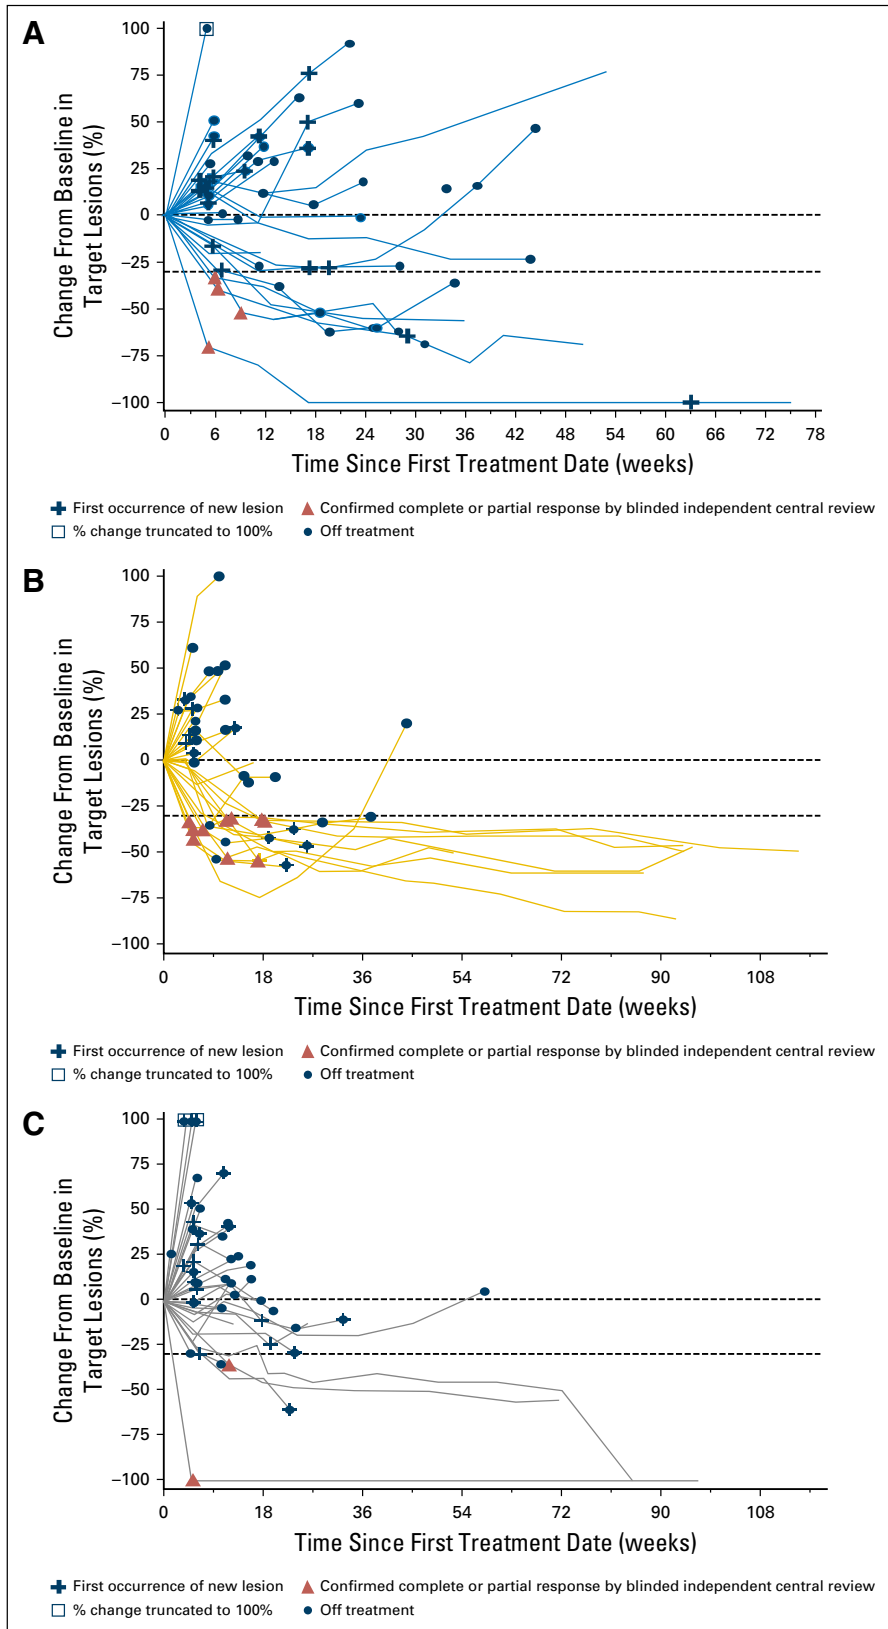 A
Change From Baseline in
Target Lesions (%)
100
75
50
25
0
–25
–50
–75
–100
0 6 12 18 24 30 36 42 48 54 60 66 72 78
Time Since First Treatment Date (weeks)
First occurrence of new lesion
Confirmed complete or partial response by blinded independent central review
% change truncated to 100%
Off treatment
B
Change From Baseline in
Target Lesions (%)
100
75
50
25
0
–25
–50
–75
–100
0 18 36 54 72 90 108
Time Since First Treatment Date (weeks)
First occurrence of new lesion
Confirmed complete or partial response by blinded independent central review
% change truncated to 100%
Off treatment
C
Change From Baseline in
Target Lesions (%)
100
75
50
25
0
–25
–50
–75
–100
0 18 36 54 72 90 108
Time Since First Treatment Date (weeks)
First occurrence of new lesion
Confirmed complete or partial response by blinded independent central review
% change truncated to 100%
Off treatment